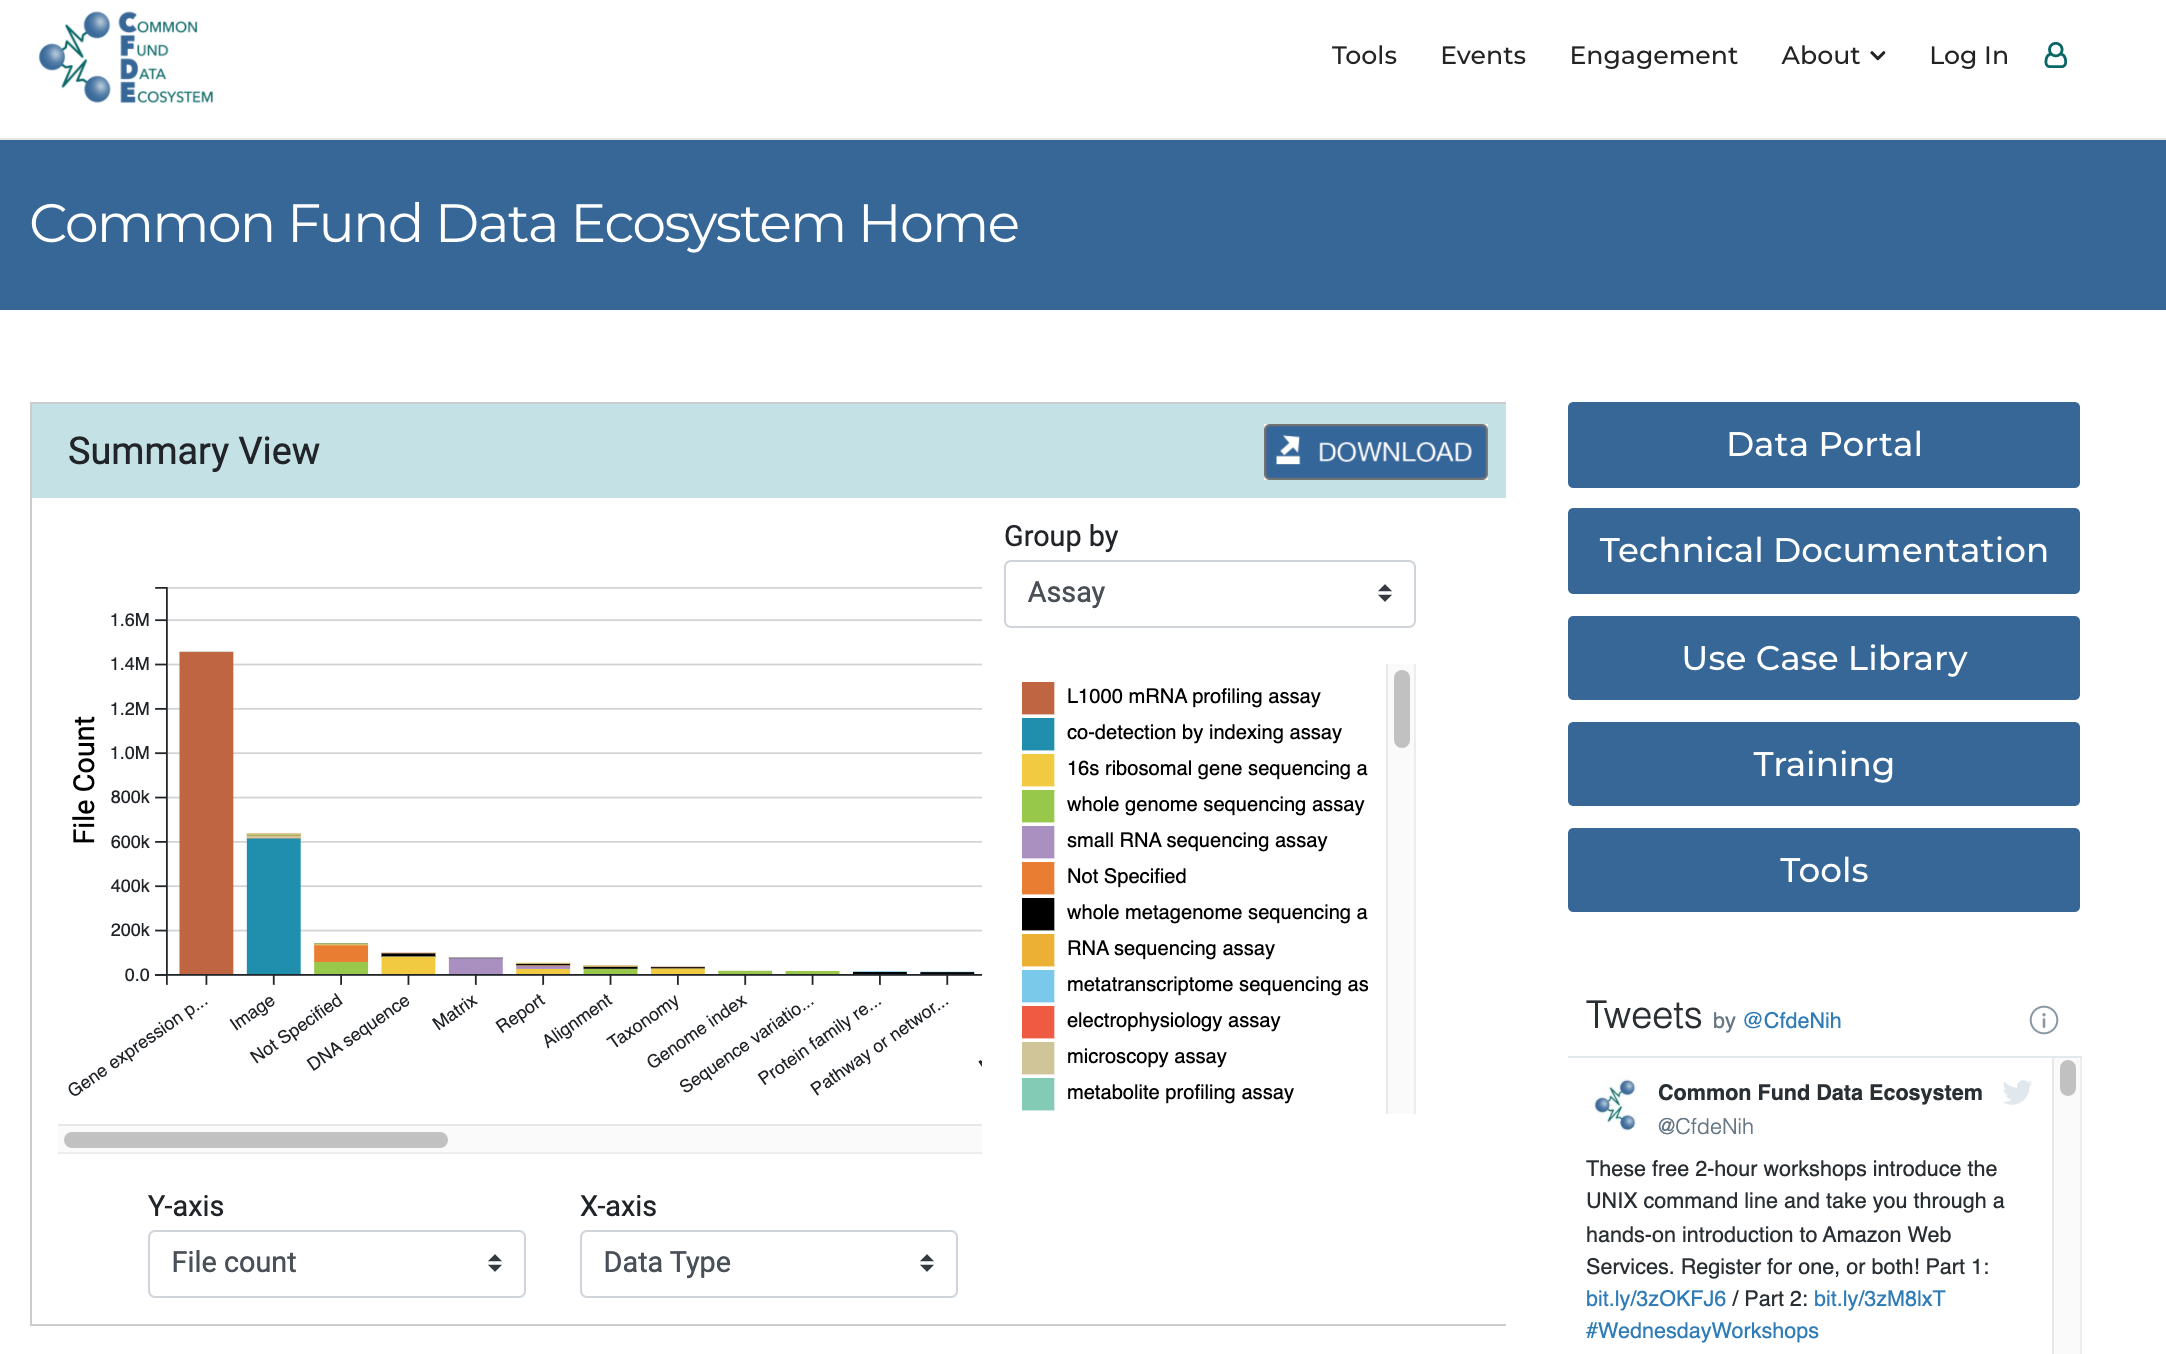 COMMON
FUND
DATA
ECOSYSTEM
Tools Events Engagement About Log In
Common Fund Data Ecosystem Home
Summary View
DOWNLOAD
Group by
Assay
File Count
1.6M
1.4M
1.2M
1.0M
800k
600k
400k
200k
0.0
Gene expression p...
Image
Not Specified
DNA sequence
Matrix
Report
Alignment
Taxonomy
Genome index
Sequence variatio...
Protein family re...
Pathway or networ...
L1000 mRNA profiling assay
co-detection by indexing assay
16s ribosomal gene sequencing a
whole genome sequencing assay
small RNA sequencing assay
Not Specified
whole metagenome sequencing a
RNA sequencing assay
metatranscriptome sequencing as
electrophysiology assay
microscopy assay
metabolite profiling assay
Y-axis
File count
X-axis
Data Type
Data Portal
Technical Documentation
Use Case Library
Training
Tools
Tweets by @CfdeNih
Common Fund Data Ecosystem
@CfdeNih
These free 2-hour workshops introduce the
UNIX command line and take you through a
hands-on introduction to Amazon Web
Services. Register for one, or both! Part 1:
bit.ly/3zOKFJ6 / Part 2: bit.ly/3zM8lxT
#WednesdayWorkshops